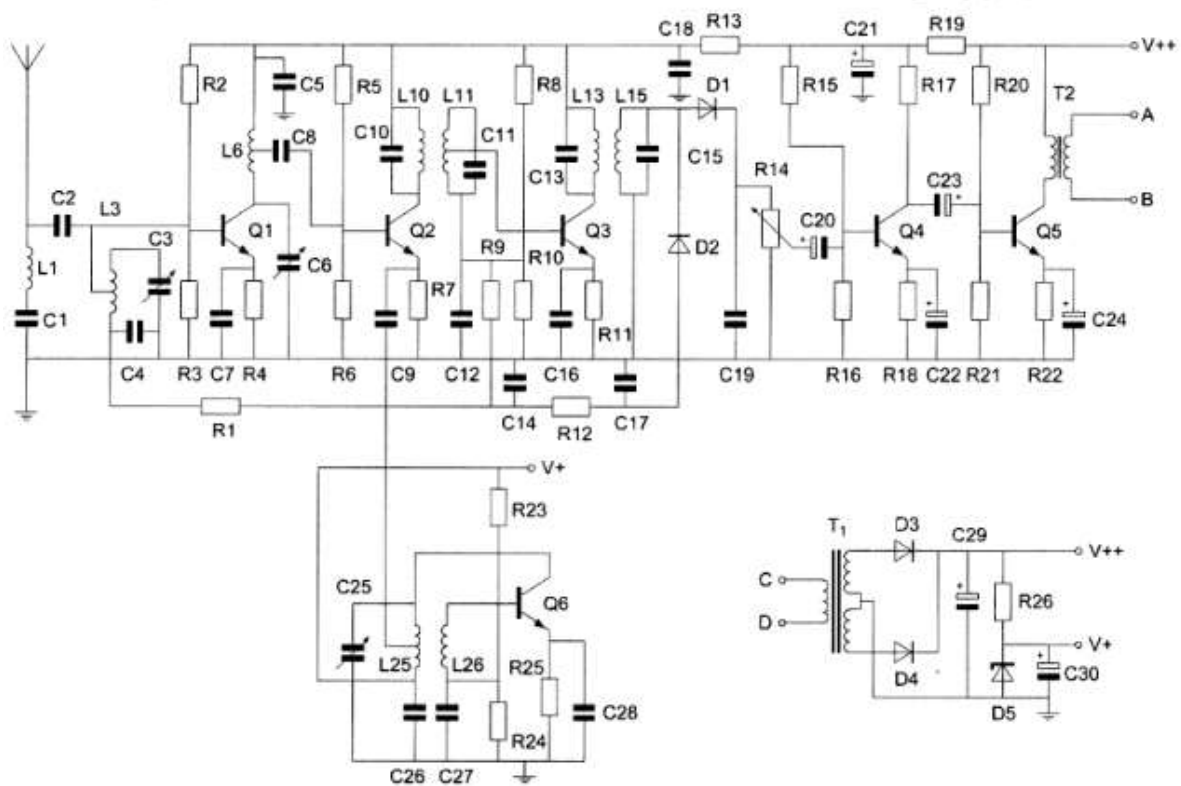 C18 R13 C21 R19
V++
R2 C5 R5 L10 L11 R8 L13 L15 D1 R15 R17 R20 T2
C8 C10 C11 A
L6 C13 C15 R14 C23
C2 L3 C20 B
C3 Q1 Q2 Q3 Q4 Q5
L1 C6 R9 R10 D2
R7
C1 R11 C24
C4 R3 C7 R4 R6 C9 C12 C16 C19 R16 R18 C22 R21 R22
R1 C14 R12 C17
V+
R23
T1 D3 C29
V++
C25 C
Q6 R26
D
L25 L26 R25 V+
D4 C30
C28 D5
R24
C26 C27
+
+
+
+
+
+
+